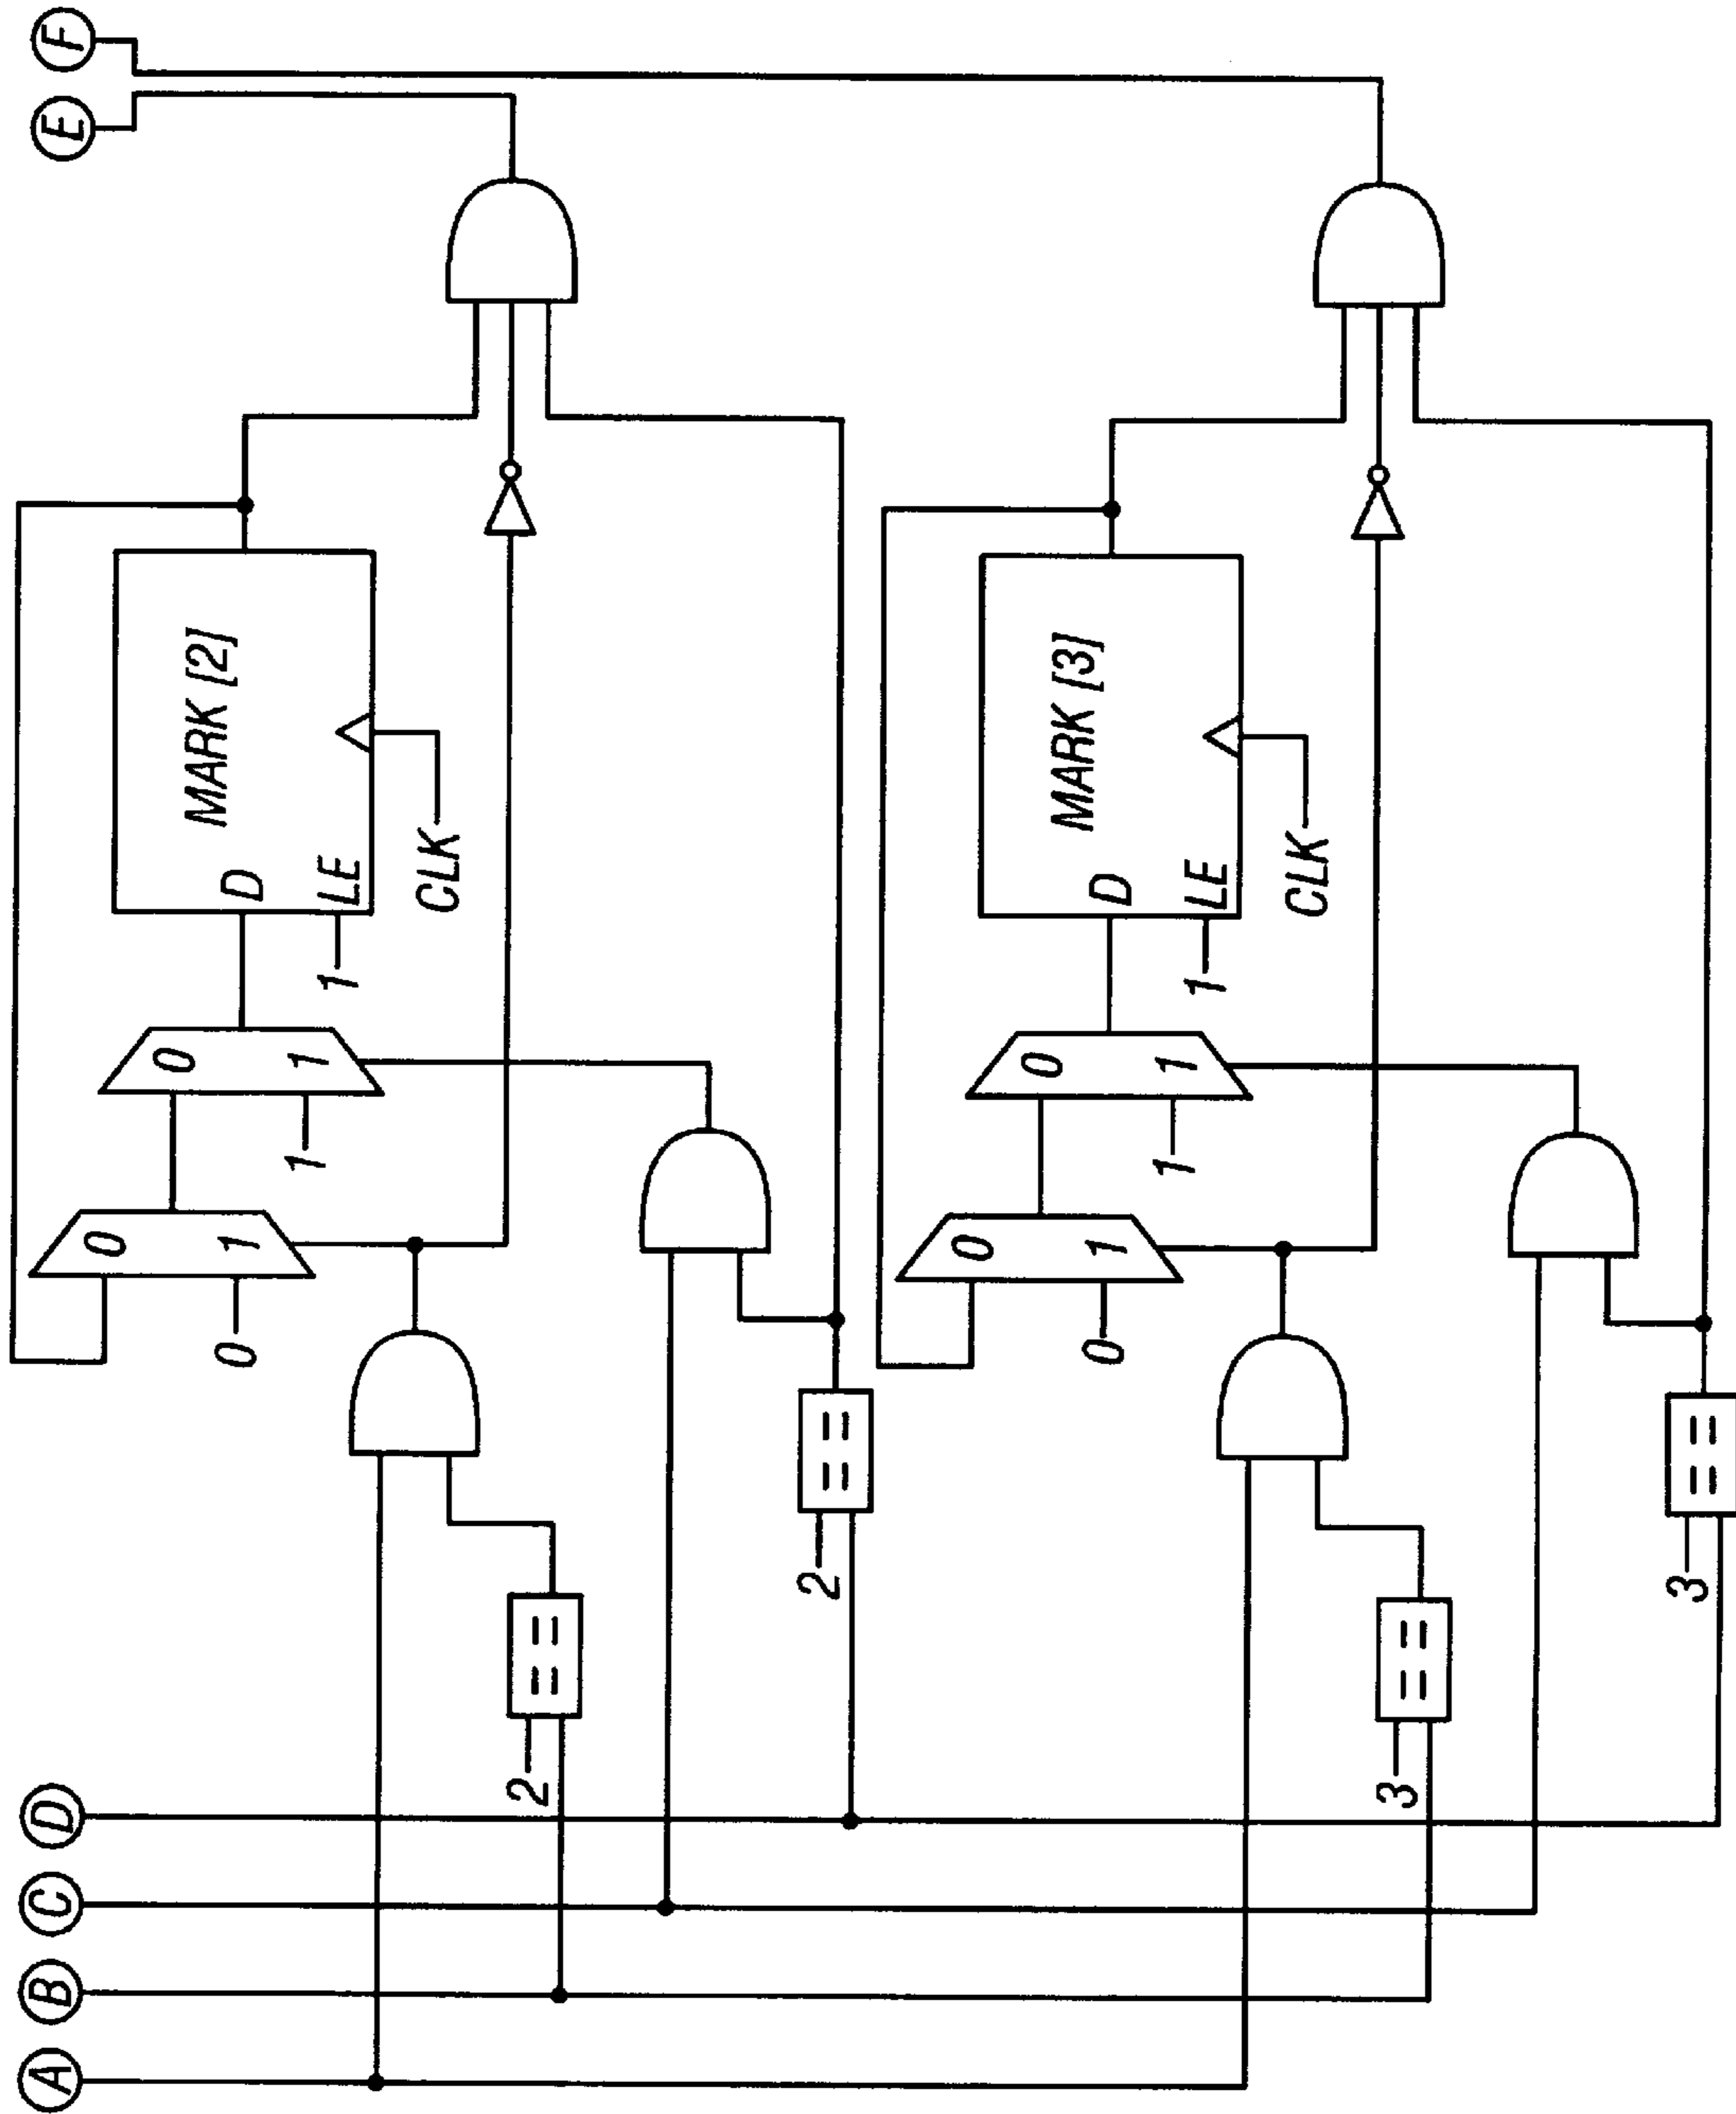 A B C D E F
0
0
MARK [2]
0 1 D
1 1
1 LE
CLK
2 ==
2 ==
0
0
MARK [3]
0 1 D
1 1
1 LE
CLK
3 ==
3 ==